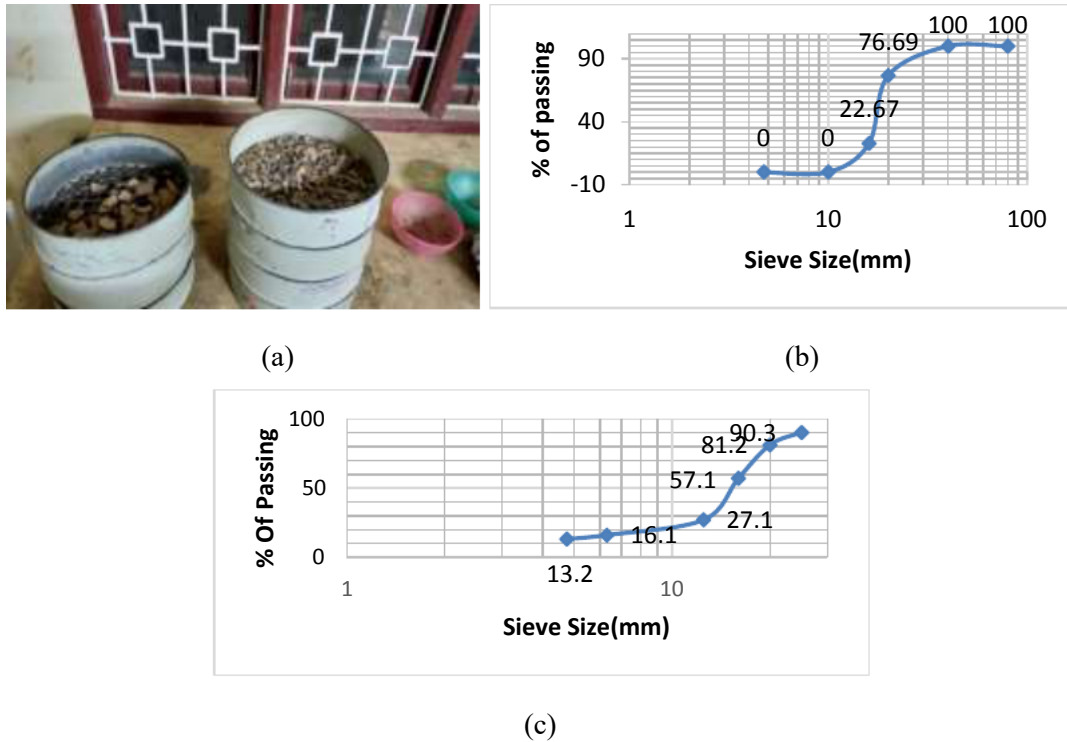 100 100
76.69
90
22.67
40
0 0
-10
1 10 100
% of passing
Sieve Size(mm)
(a) (b)
100
90.3
81.2
57.1
50
27.1
16.1
0
13.2
1 10
% Of Passing
Sieve Size(mm)
(c)